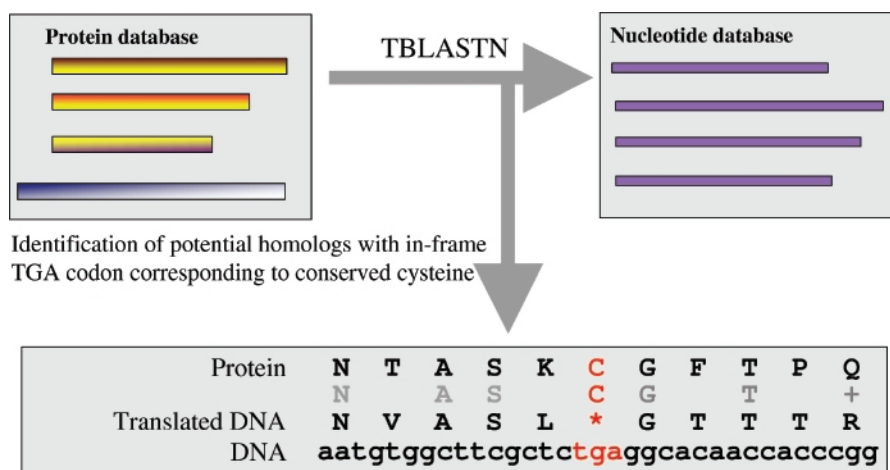 Protein database
TBLASTN
Nucleotide database
Identification of potential homologs with in-frame
TGA codon corresponding to conserved cysteine
Protein N T A S K C G F T P Q
N A S C G T +
Translated DNA N V A S L * G T T T R
DNA aatgtggcttcgctctgaggcacaaccacccgg